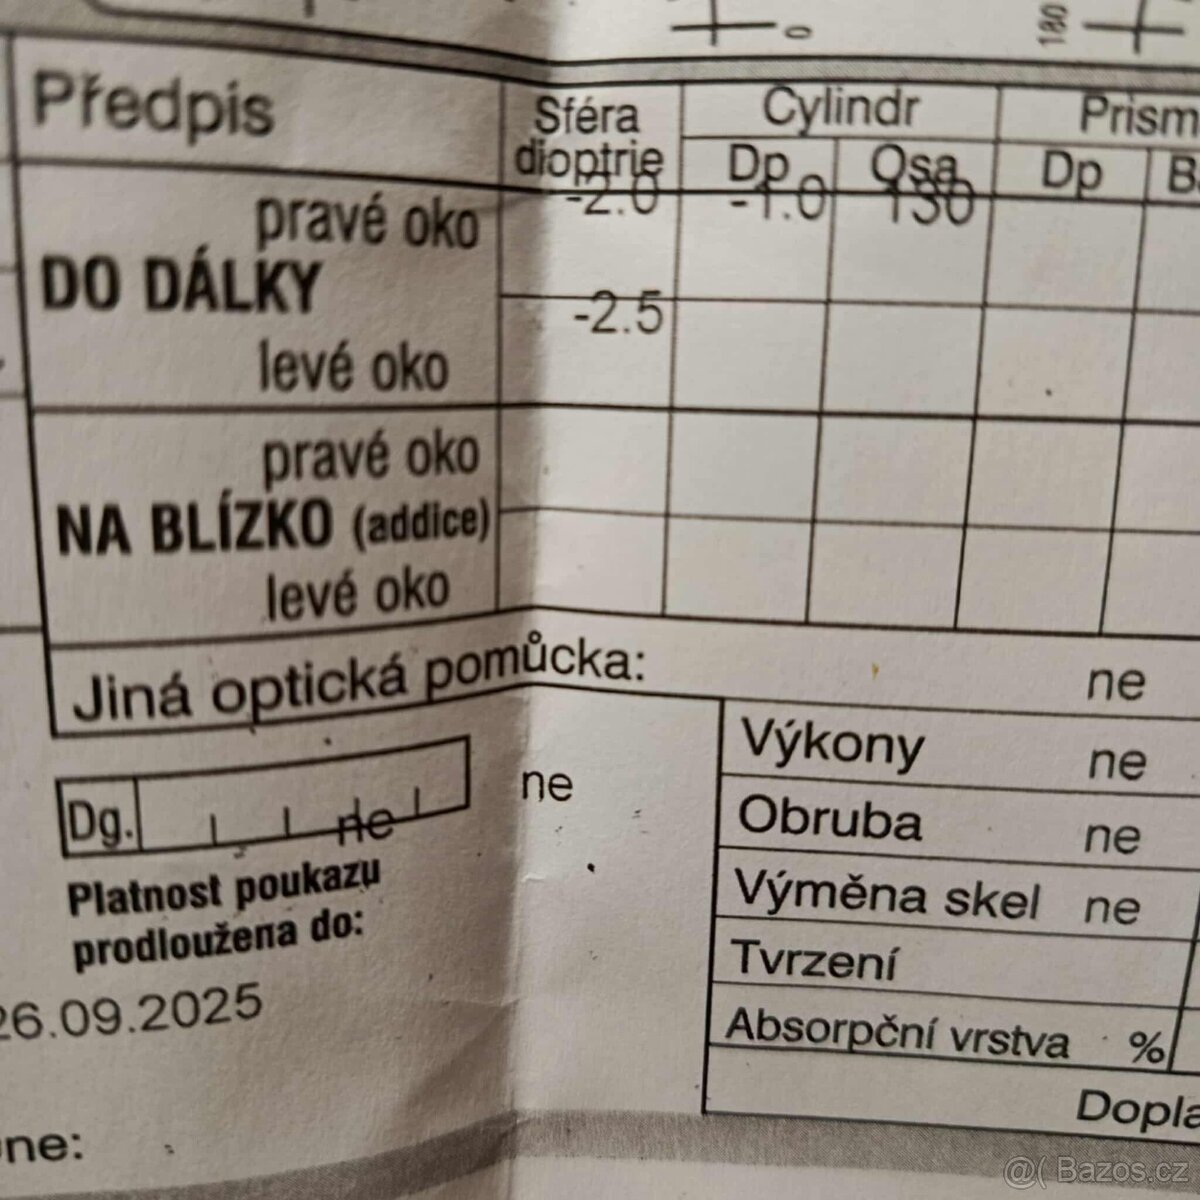 0 180
Předpis Sféra dioptrie Cylindr Prism
Dp Osa Dp B
pravé oko -2.0 -1.0
DO DÁLKY
levé oko -2.5
pravé oko
NA BLÍZKO (addice)
levé oko
Jiná optická pomůcka: ne
Výkony ne
Dg. ne ne
Obruba ne
Platnost poukazu
Výměna skel ne
prodloužena do:
Tvrzení
26.09.2025
Absorpční vrstva %
Dopla
ne:
@( Bazos.cz